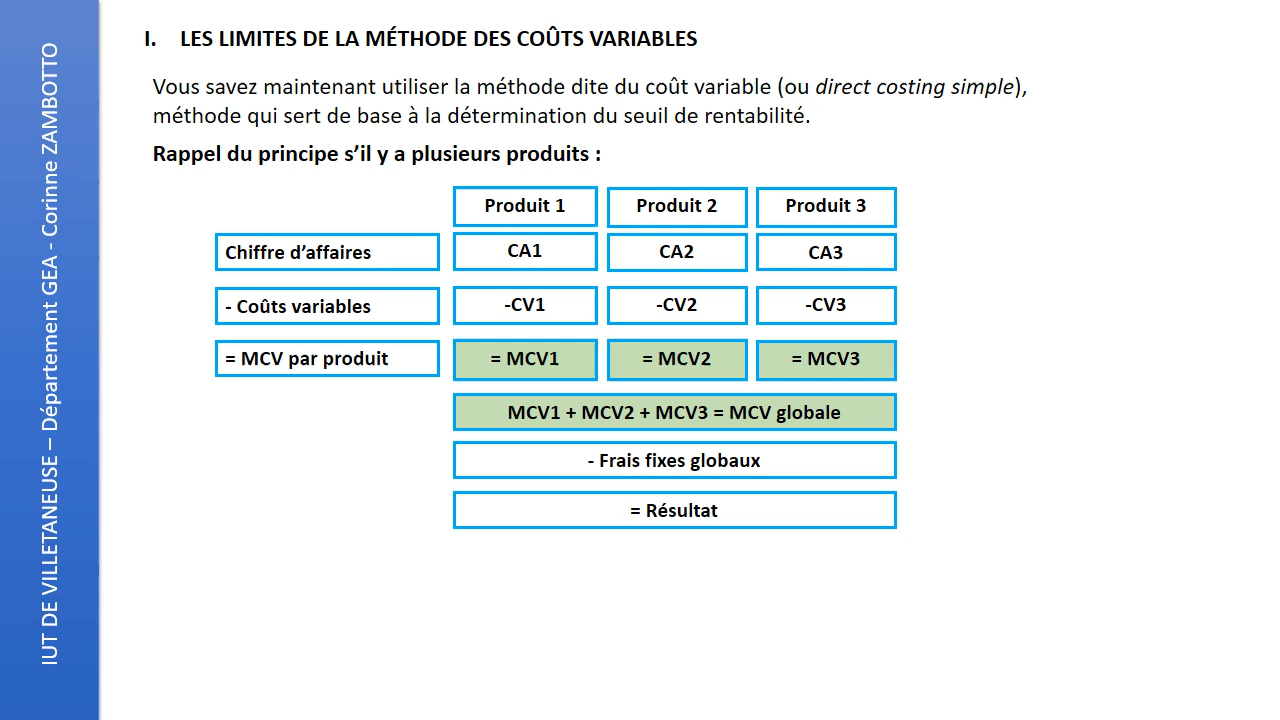 IUT DE VILLETANEUSE – Département GEA - Corinne ZAMBOTTO
I. LES LIMITES DE LA MÉTHODE DES COÛTS VARIABLES
Vous savez maintenant utiliser la méthode dite du coût variable (ou direct costing simple),
méthode qui sert de base à la détermination du seuil de rentabilité.
Rappel du principe s’il y a plusieurs produits :
Produit 1 Produit 2 Produit 3
Chiffre d’affaires CA1 CA2 CA3
- Coûts variables -CV1 -CV2 -CV3
= MCV par produit = MCV1 = MCV2 = MCV3
MCV1 + MCV2 + MCV3 = MCV globale
- Frais fixes globaux
= Résultat